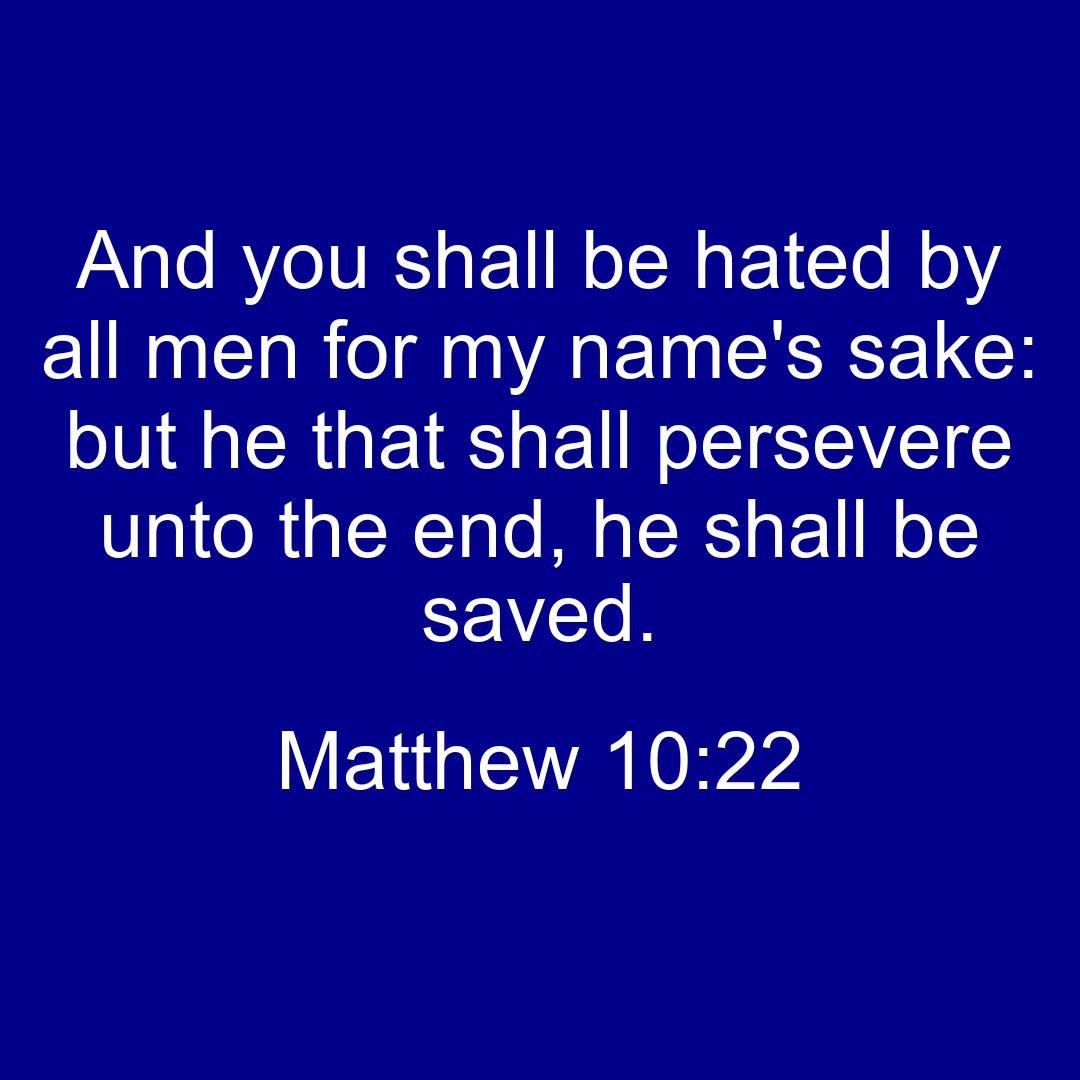 And you shall be hated by
all men for my name's sake:
but he that shall persevere
unto the end, he shall be
saved.
Matthew 10:22